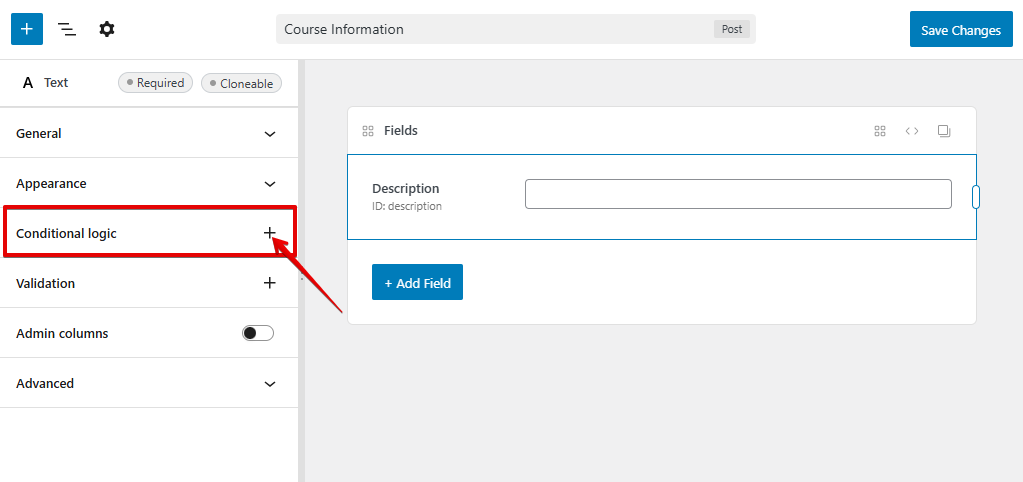 Course Information
Post
Save Changes
A Text
Required
Cloneable
General
Appearance
Conditional logic
Validation
Admin columns
Advanced
Fields
Description
ID: description
+ Add Field